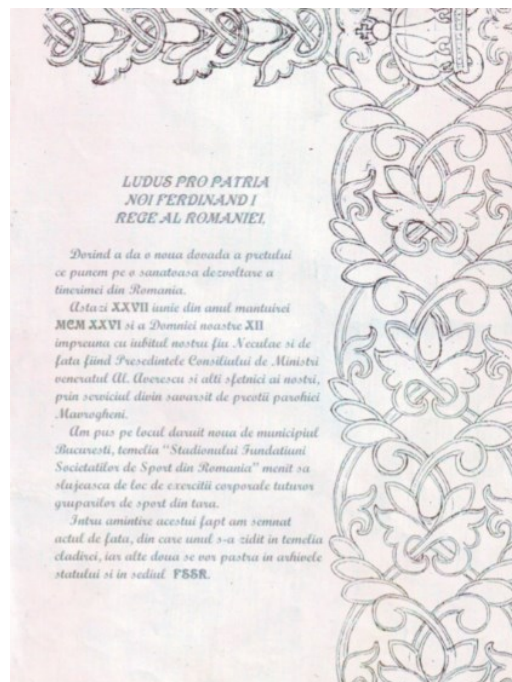 LUDUS PRO PATRIA
NOI FERDINAND I
REGE AL ROMANIEI,
Dorind a da o noua dovada a pretului
ce punem pe o sanatoasa dezvoltare a
tinerimei din Romania.
Astazi XXVII iunie din anul mantuirei
MCM XXVI si a Domniei noastre XII
impreuna cu iubitul nostru fiu Neculae si de
fata fiind Presedintele Consiliului de Ministri
veneratul Al. Averescu si alti sfetnici ai nostri,
prin serviciul divin savarsit de preotii parohiei
Mavrogheni.
Am pus pe locul daruit noua de municipiul
Bucuresti, temelia "Stadionului Fundatiuni
Societatilor de Sport din Romania" menit sa
slujeasca de loc de exercitii corporale tuturor
gruparilor de sport din tara.
Intru amintire acestui fapt am semnat
actul de fata, din care unul s-a zidit in temelia
cladirei, iar alte doua se vor pastra in arhivele
statului si in sediul FSSR.